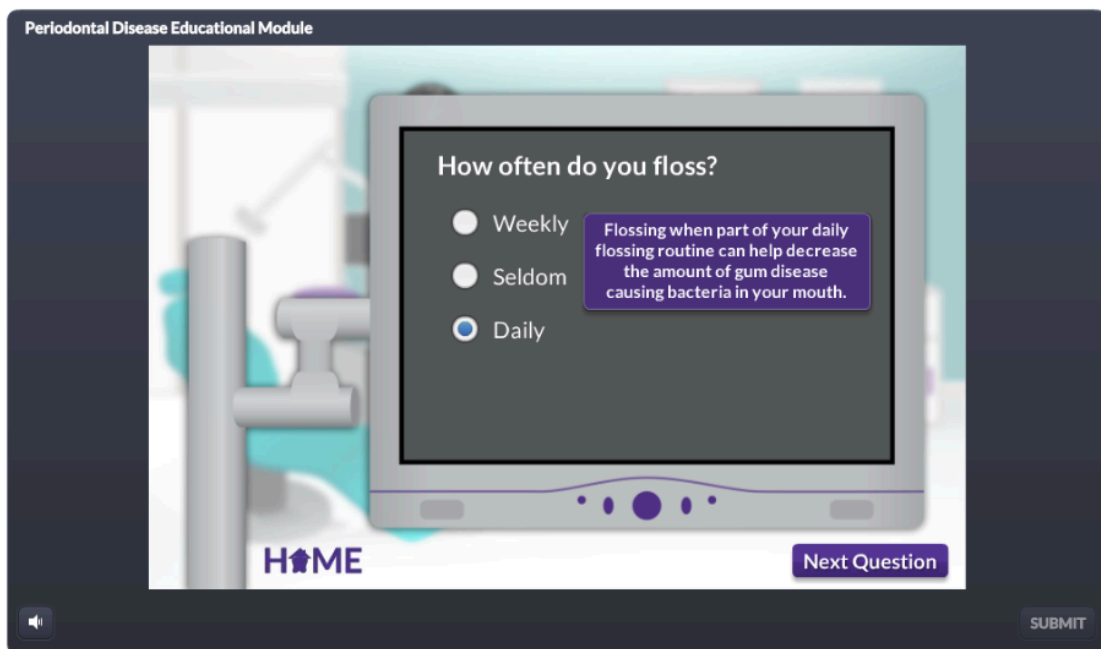 Periodontal Disease Educational Module
How often do you floss?
Weekly
Seldom
Daily
Flossing when part of your daily
flossing routine can help decrease
the amount of gum disease
causing bacteria in your mouth.
HOME
Next Question
SUBMIT